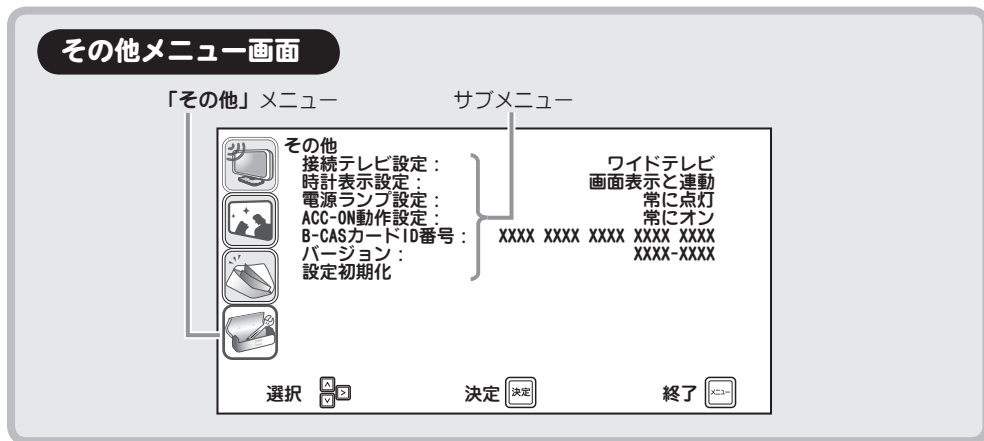 その他メニュー画面
「その他」メニュー
サブメニュー
その他
接続テレビ設定： ワイドテレビ
時計表示設定： 画面表示と連動
電源ランプ設定： 常に点灯
ACC-ON動作設定： 常にオン
B-CASカードID番号： XXXX XXXX XXXX XXXX XXXX
バージョン： XXXX-XXXX
設定初期化
選択 決定 決定 終了 メニュー